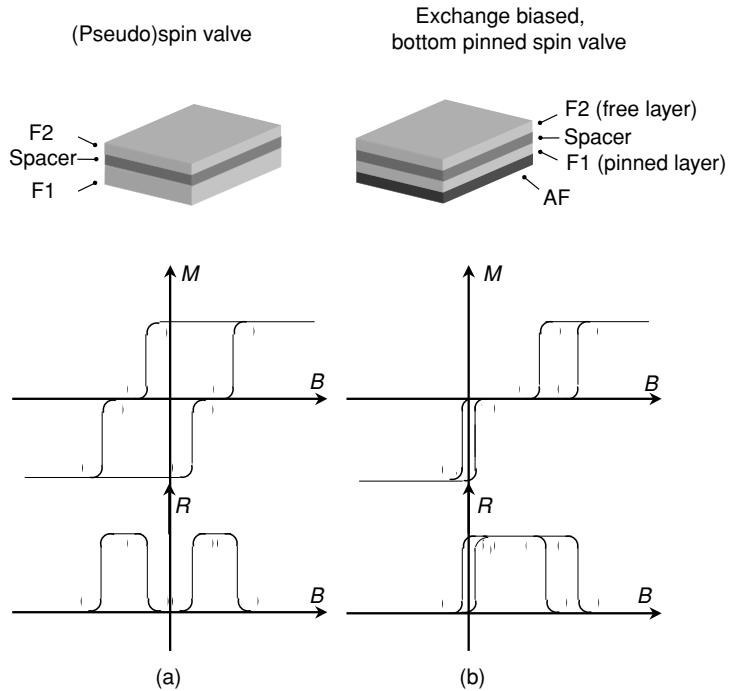 (Pseudo)spin valve
Exchange biased,
bottom pinned spin valve
F2
Spacer
F1
F2 (free layer)
Spacer
F1 (pinned layer)
AF
M
B
M
B
R
B
R
B
(a)
(b)